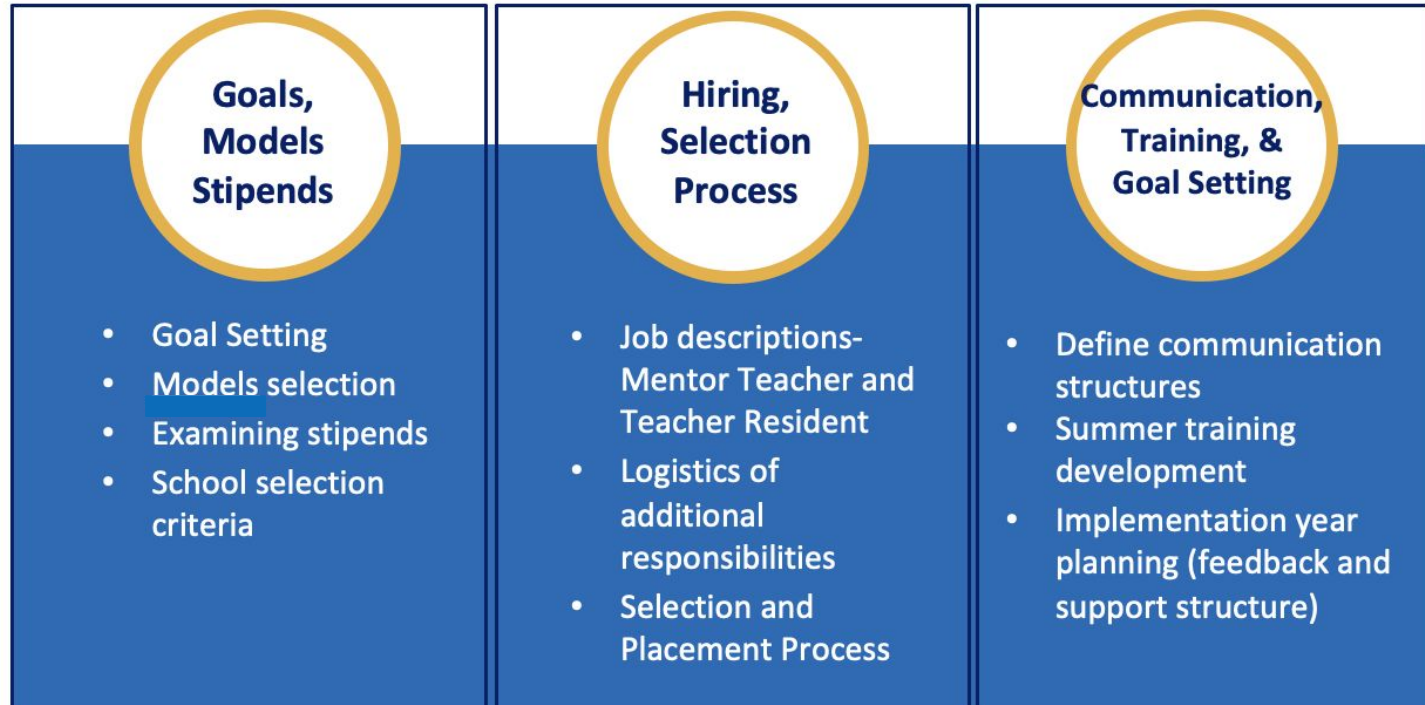 Goals,
Models
Stipends
• Goal Setting
• Models selection
• Examining stipends
• School selection
criteria
Hiring,
Selection
Process
• Job descriptions-
Mentor Teacher and
Teacher Resident
• Logistics of
additional
responsibilities
• Selection and
Placement Process
Communication,
Training, &
Goal Setting
• Define communication
structures
• Summer training
development
• Implementation year
planning (feedback and
support structure)